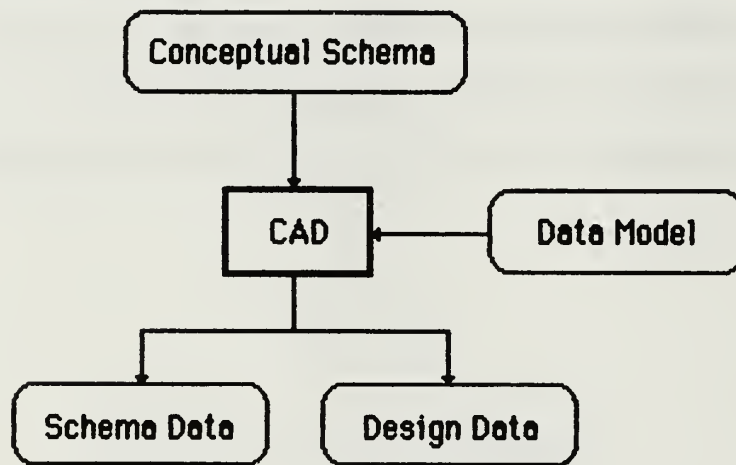 Conceptual Schema
CAD
Data Model
Schema Data
Design Data